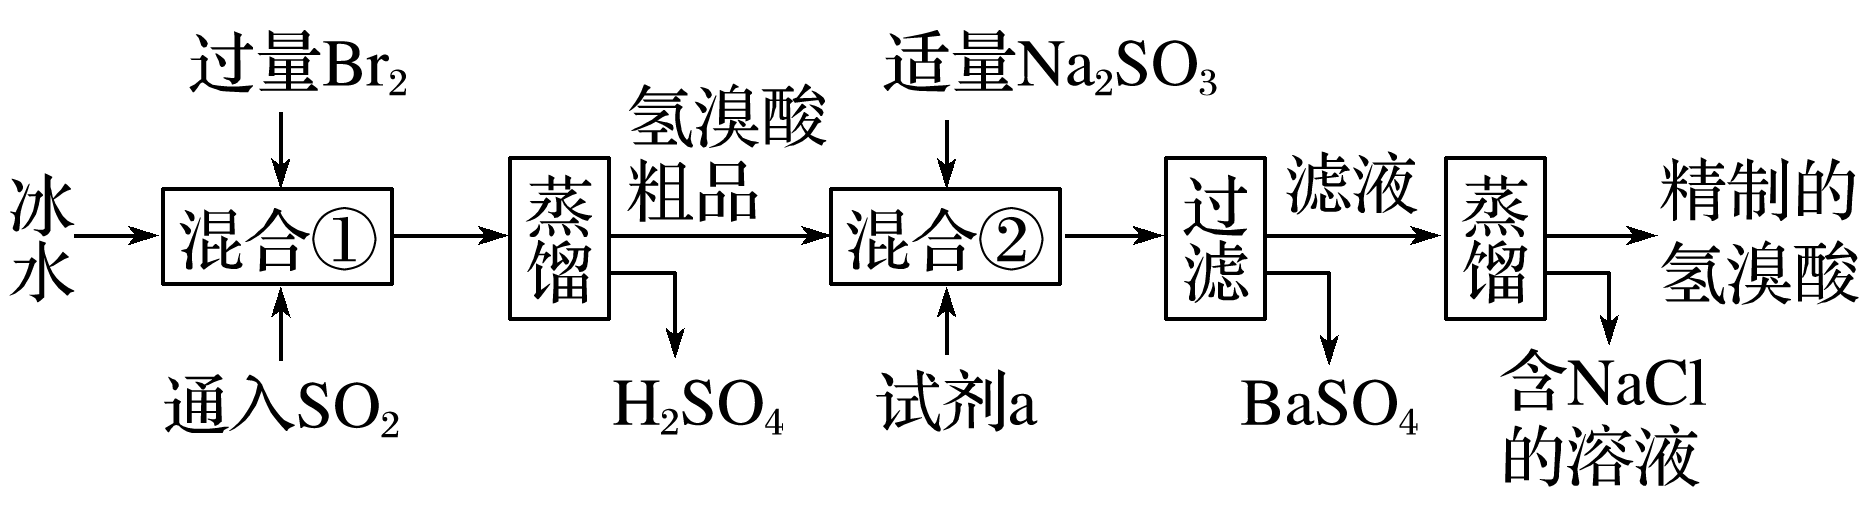 过量Br₂
适量Na₂SO₃
氢溴酸
粗品
冰
水
混合①
蒸
馏
混合②
过
滤
滤液
蒸
馏
精制的
氢溴酸
通入SO₂
H₂SO₄
试剂a
BaSO₄
含NaCl
的溶液